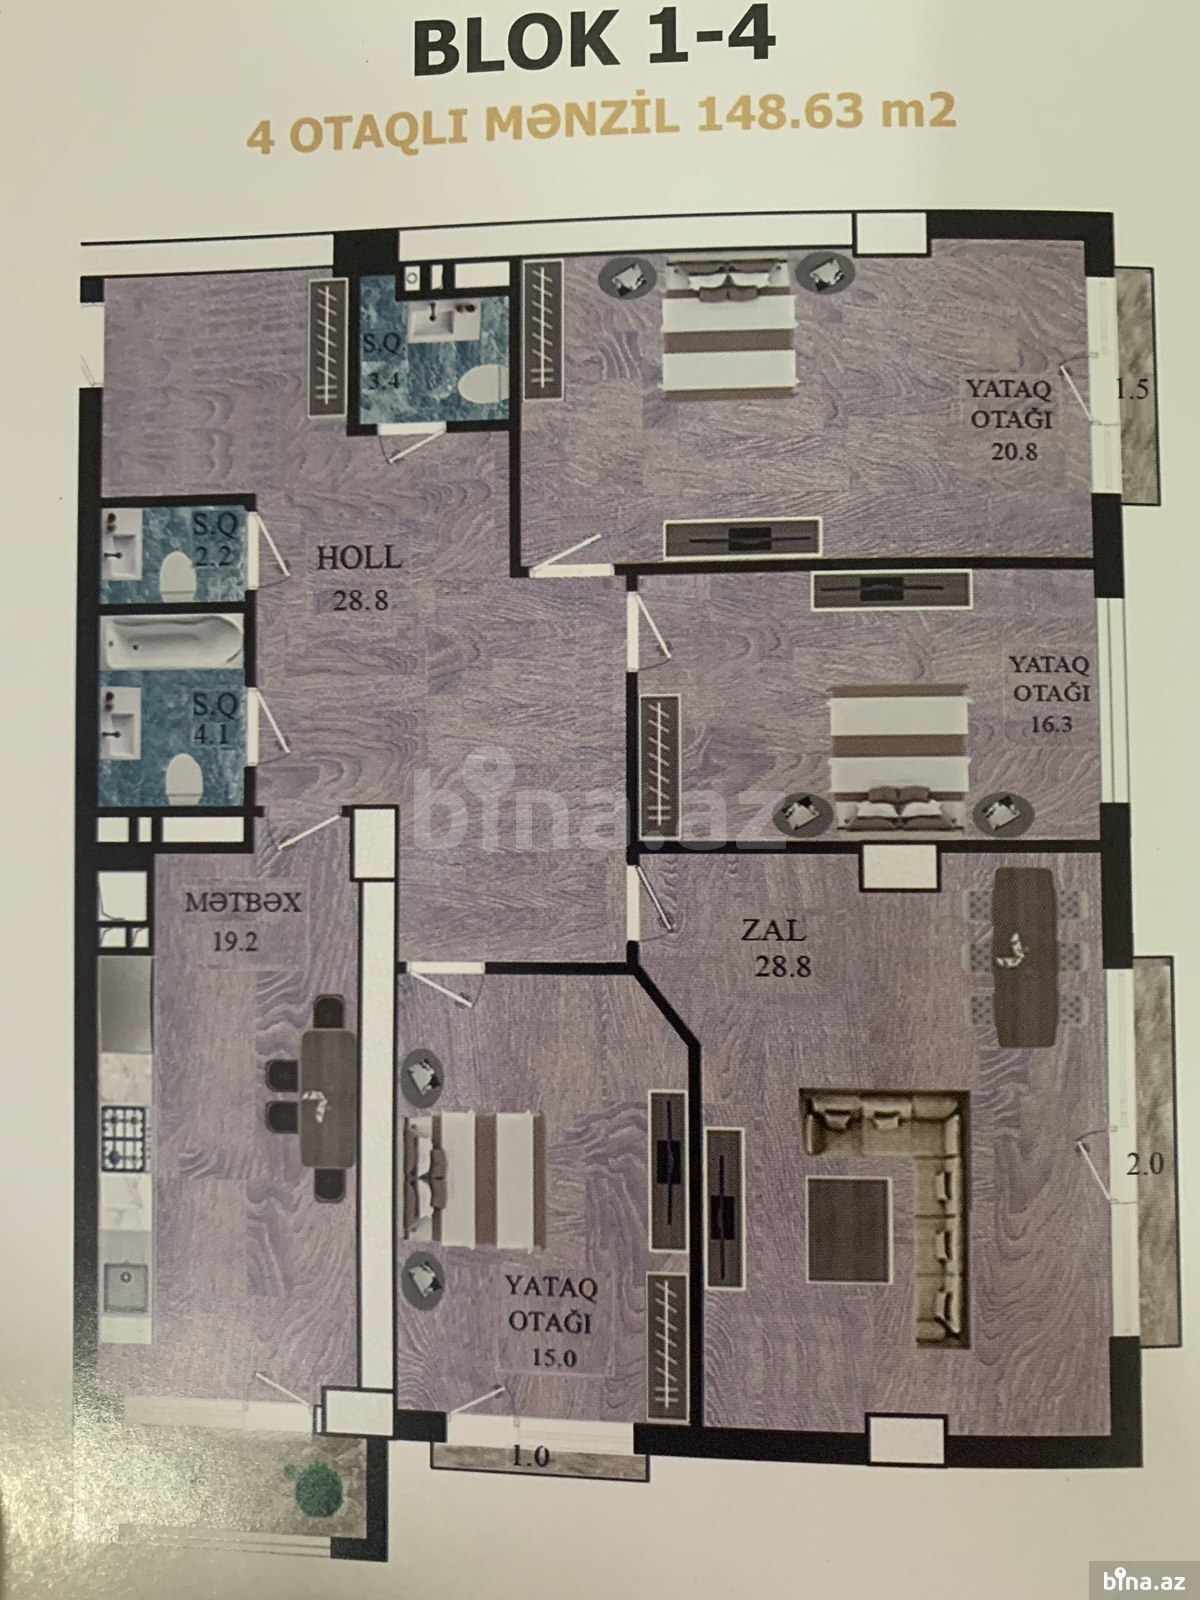 BLOK 1-4
4 OTAQLI MƏNZİL 148.63 m2
S.Q
3.4
YATAQ
OTAĞI
20.8
1.5
S.Q
2.2
HOLL
28.8
YATAQ
OTAĞI
16.3
S.Q
4.1
bina.az
MƏTBƏX
19.2
ZAL
28.8
2.0
YATAQ
OTAĞI
15.0
1.0
bina.az